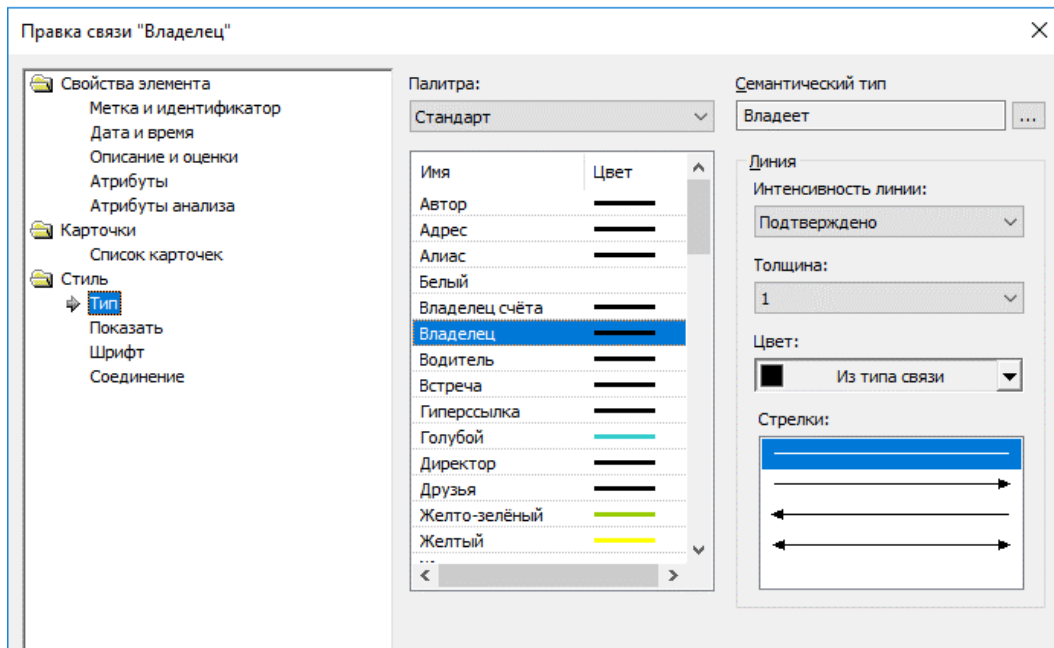 Правка связи "Владелец"
Свойства элемента
Метка и идентификатор
Дата и время
Описание и оценки
Атрибуты
Атрибуты анализа
Карточки
Список карточек
Стиль
Тип
Показать
Шрифт
Соединение
Палитра:
Стандарт
Имя Цвет
Автор
Адрес
Алиас
Белый
Владелец счёта
Владелец
Водитель
Встреча
Гиперссылка
Голубой
Директор
Друзья
Желто-зелёный
Желтый
Семантический тип
Владеет ...
Линия
Интенсивность линии:
Подтверждено
Толщина:
1
Цвет:
Из типа связи
Стрелки: